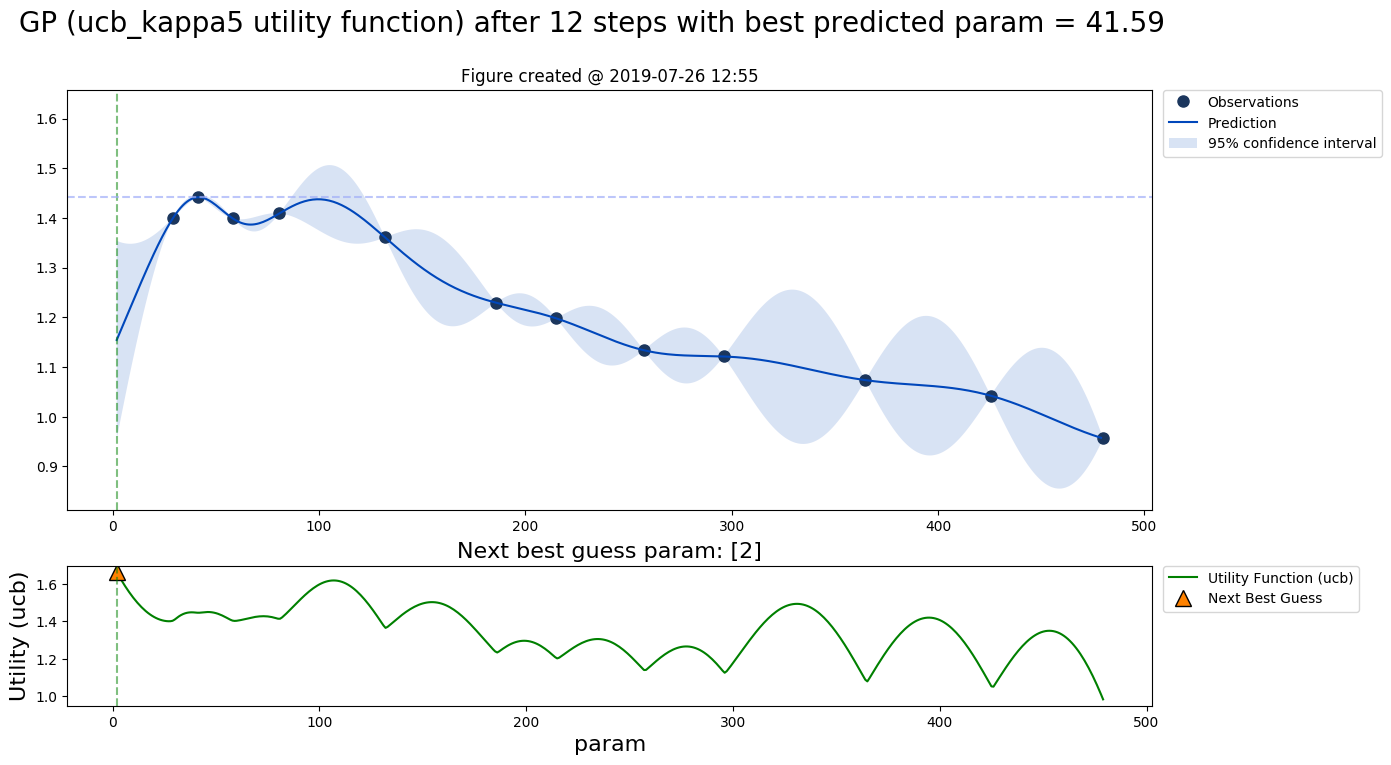 GP (ucb_kappa5 utility function) after 12 steps with best predicted param = 41.59
Figure created @ 2019-07-26 12:55
1.6
1.5
1.4
1.3
1.2
1.1
1.0
0.9
0
100
200
300
400
500
Observations
Prediction
95% confidence interval
Next best guess param: [2]
Utility (ucb)
1.6
1.4
1.2
1.0
0
100
200
300
400
500
param
Utility Function (ucb)
Next Best Guess